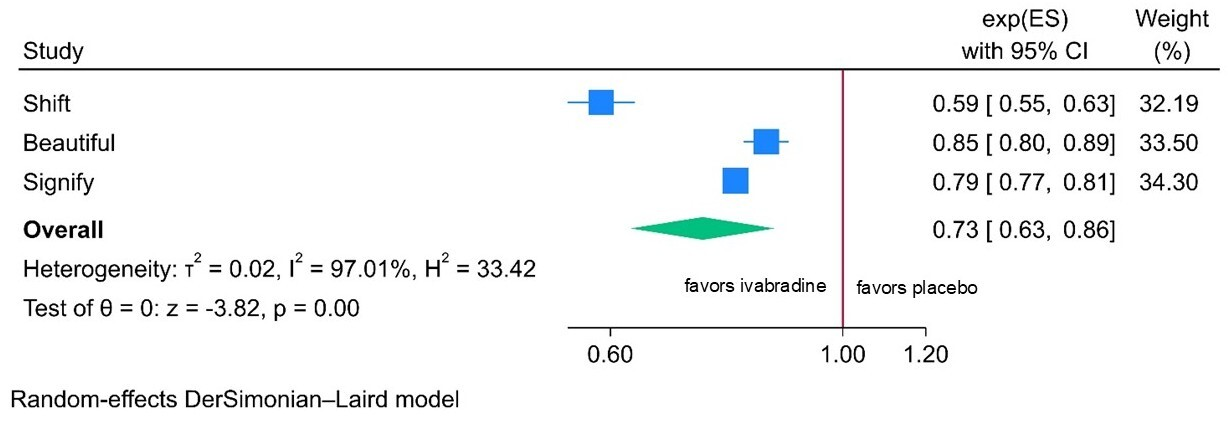 exp(ES) Weight
Study with 95% CI (%)
Shift 0.59 [ 0.55, 0.63] 32.19
Beautiful 0.85 [ 0.80, 0.89] 33.50
Signify 0.79 [ 0.77, 0.81] 34.30
Overall 0.73 [ 0.63, 0.86]
Heterogeneity: τ² = 0.02, I² = 97.01%, H² = 33.42
favors ivabradine favors placebo
Test of θ = 0: z = -3.82, p = 0.00
0.60 1.00 1.20
Random-effects DerSimonian–Laird model